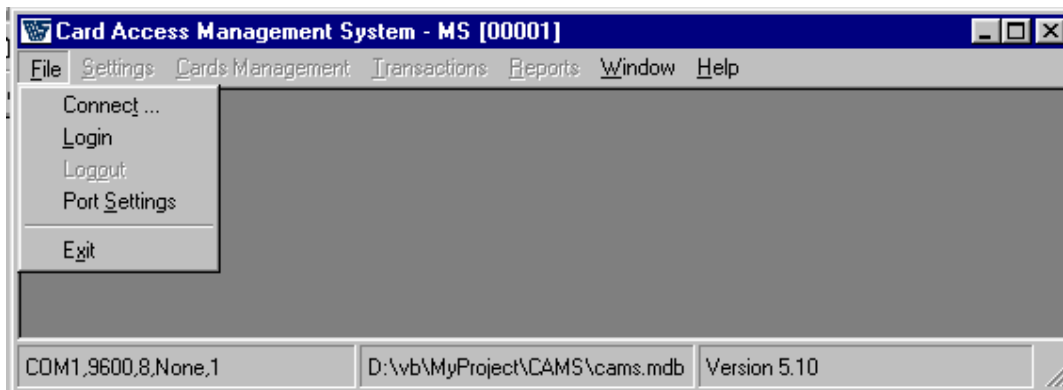 Card Access Management System - MS [00001]
File Settings Cards Management Transactions Reports Window Help
Connect ...
Login
Logout
Port Settings
Exit
COM1,9600,8,None,1 D:\vb\MyProject\CAMS\cams.mdb Version 5.10